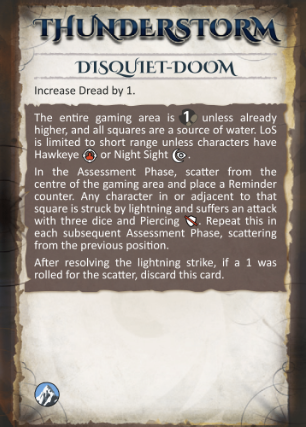 THUNDERSTORM
DISQUIET-DOOM
Increase Dread by 1.
The entire gaming area is 1 unless already
higher, and all squares are a source of water. LoS
is limited to short range unless characters have
Hawkeye or Night Sight .
In the Assessment Phase, scatter from the
centre of the gaming area and place a Reminder
counter. Any character in or adjacent to that
square is struck by lightning and suffers an attack
with three dice and Piercing . Repeat this in
each subsequent Assessment Phase, scattering
from the previous position.
After resolving the lightning strike, if a 1 was
rolled for the scatter, discard this card.